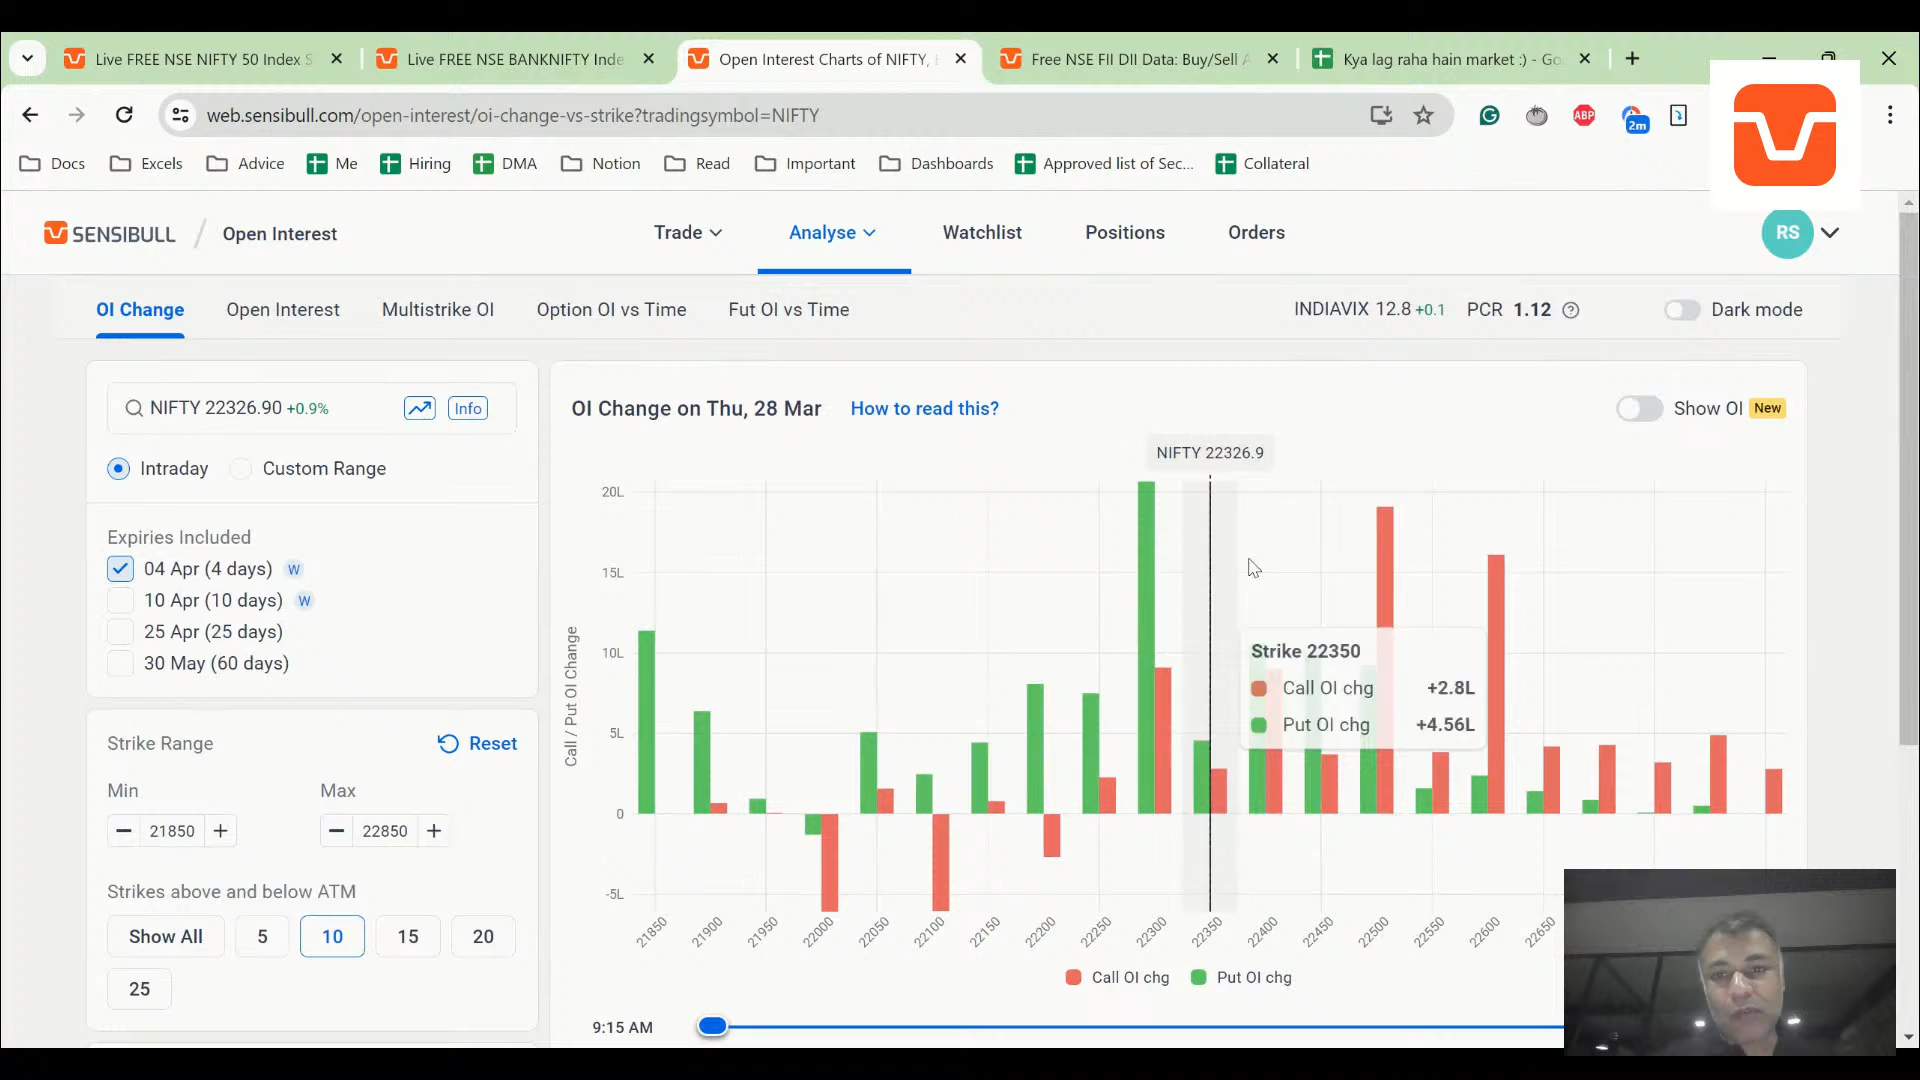 Live FREE NSE NIFTY 50 Index S
Live FREE NSE BANKNIFTY Inde
Open Interest Charts of NIFTY,
Free NSE FII DII Data: Buy/Sell A
Kya lag raha hain market :) - Go
web.sensibull.com/open-interest/oi-change-vs-strike?tradingsymbol=NIFTY
ABP
2m
Docs
Excels
Advice
Me
Hiring
DMA
Notion
Read
Important
Dashboards
Approved list of Sec...
Collateral
SENSIBULL
/ Open Interest
Trade
Analyse
Watchlist
Positions
Orders
RS
OI Change
Open Interest
Multistrike OI
Option OI vs Time
Fut OI vs Time
INDIAVIX 12.8 +0.1
PCR 1.12
Dark mode
NIFTY 22326.90 +0.9%
Info
Intraday
Custom Range
Expiries Included
04 Apr (4 days) W
10 Apr (10 days) W
25 Apr (25 days)
30 May (60 days)
Strike Range
Reset
Min
Max
21850
22850
Strikes above and below ATM
Show All
5
10
15
20
25
OI Change on Thu, 28 Mar
How to read this?
Show OI New
NIFTY 22326.9
Call / Put OI Change
20L
15L
10L
5L
0
-5L
Strike 22350
Call OI chg +2.8L
Put OI chg +4.56L
21850
21900
21950
22000
22050
22100
22150
22200
22250
22300
22350
22400
22450
22500
22550
22600
22650
Call OI chg
Put OI chg
9:15 AM